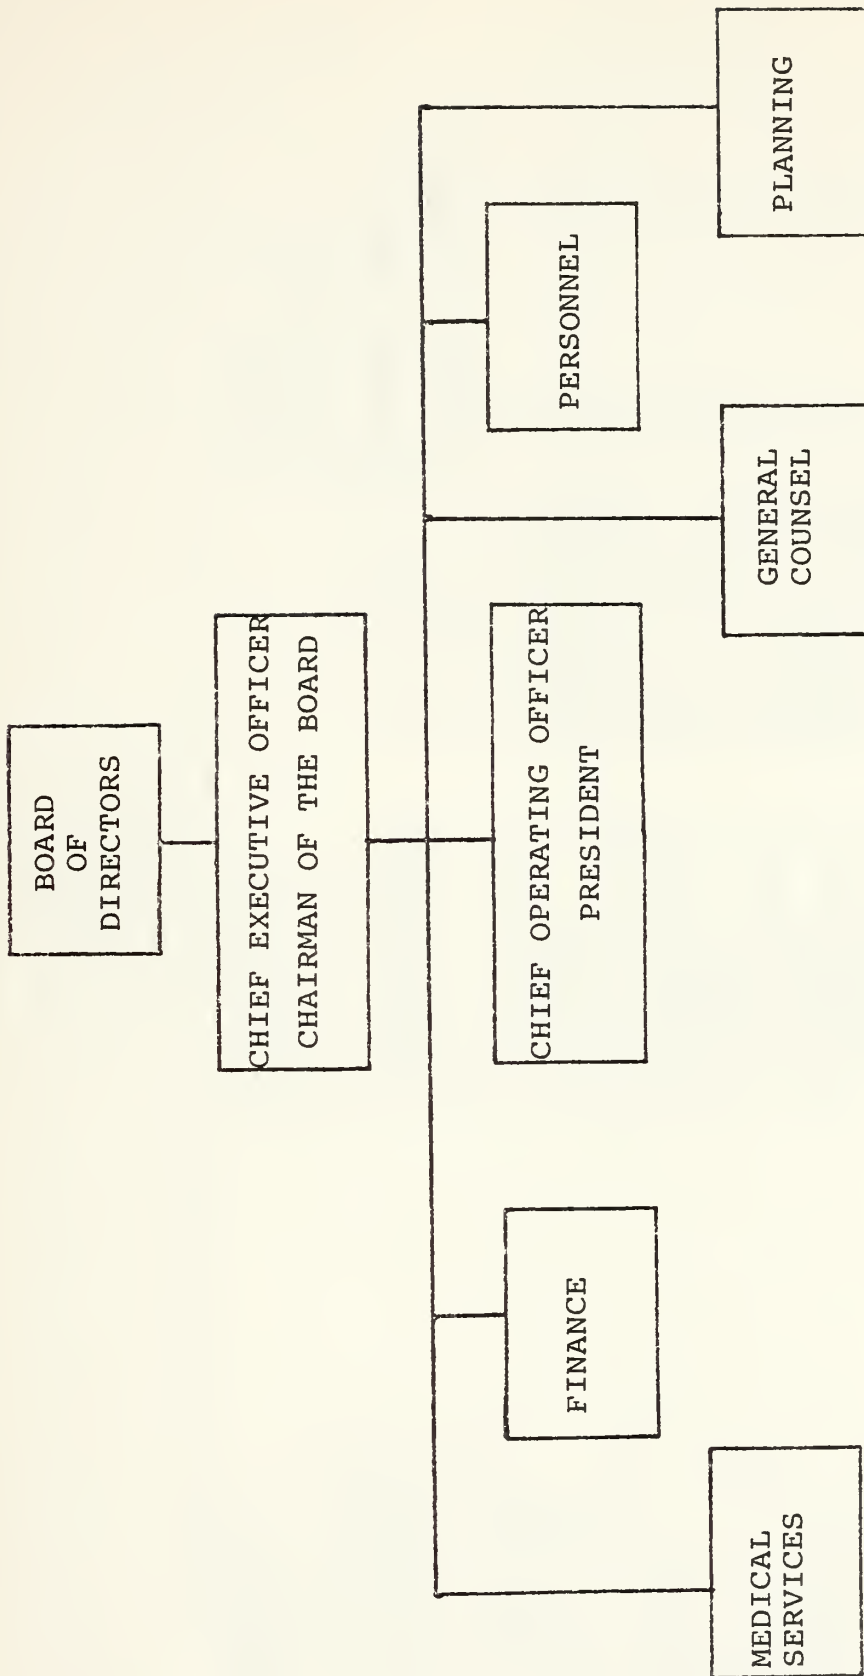 BOARD
OF
DIRECTORS
CHIEF EXECUTIVE OFFICER
CHAIRMAN OF THE BOARD
MEDICAL
SERVICES
FINANCE
CHIEF OPERATING OFFICER
PRESIDENT
GENERAL
COUNSEL
PERSONNEL
PLANNING